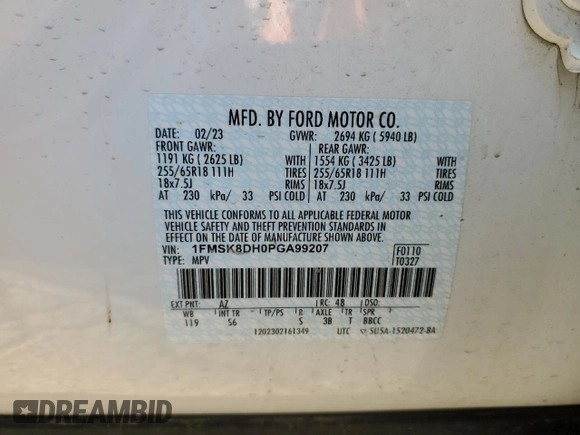 MFD. BY FORD MOTOR CO.
DATE: 02/23 GVWR: 2694 KG ( 5940 LB)
FRONT GAWR: REAR GAWR:
1191 KG ( 2625 LB) WITH 1554 KG ( 3425 LB) WITH
255/65R18 111H TIRES 255/65R18 111H TIRES
18x7.5J RIMS 18x7.5J RIMS
AT 230 kPa/ 33 PSI COLD AT 230 kPa/ 33 PSI COLD
THIS VEHICLE CONFORMS TO ALL APPLICABLE FEDERAL MOTOR
VEHICLE SAFETY AND THEFT PREVENTION STANDARDS IN
EFFECT ON THE DATE OF MANUFACTURE SHOWN ABOVE.
VIN: 1FMSK8DH0PGA99207 F0110
TYPE: MPV T0327
EXT PNT: AZ RC: 48 DSO:
WB INT TR TP/PS R AXLE TR SPR
119 S6 S 3B T BBCC
1202302161349 UTC 5U5A-1520472-BA
DREAMBID